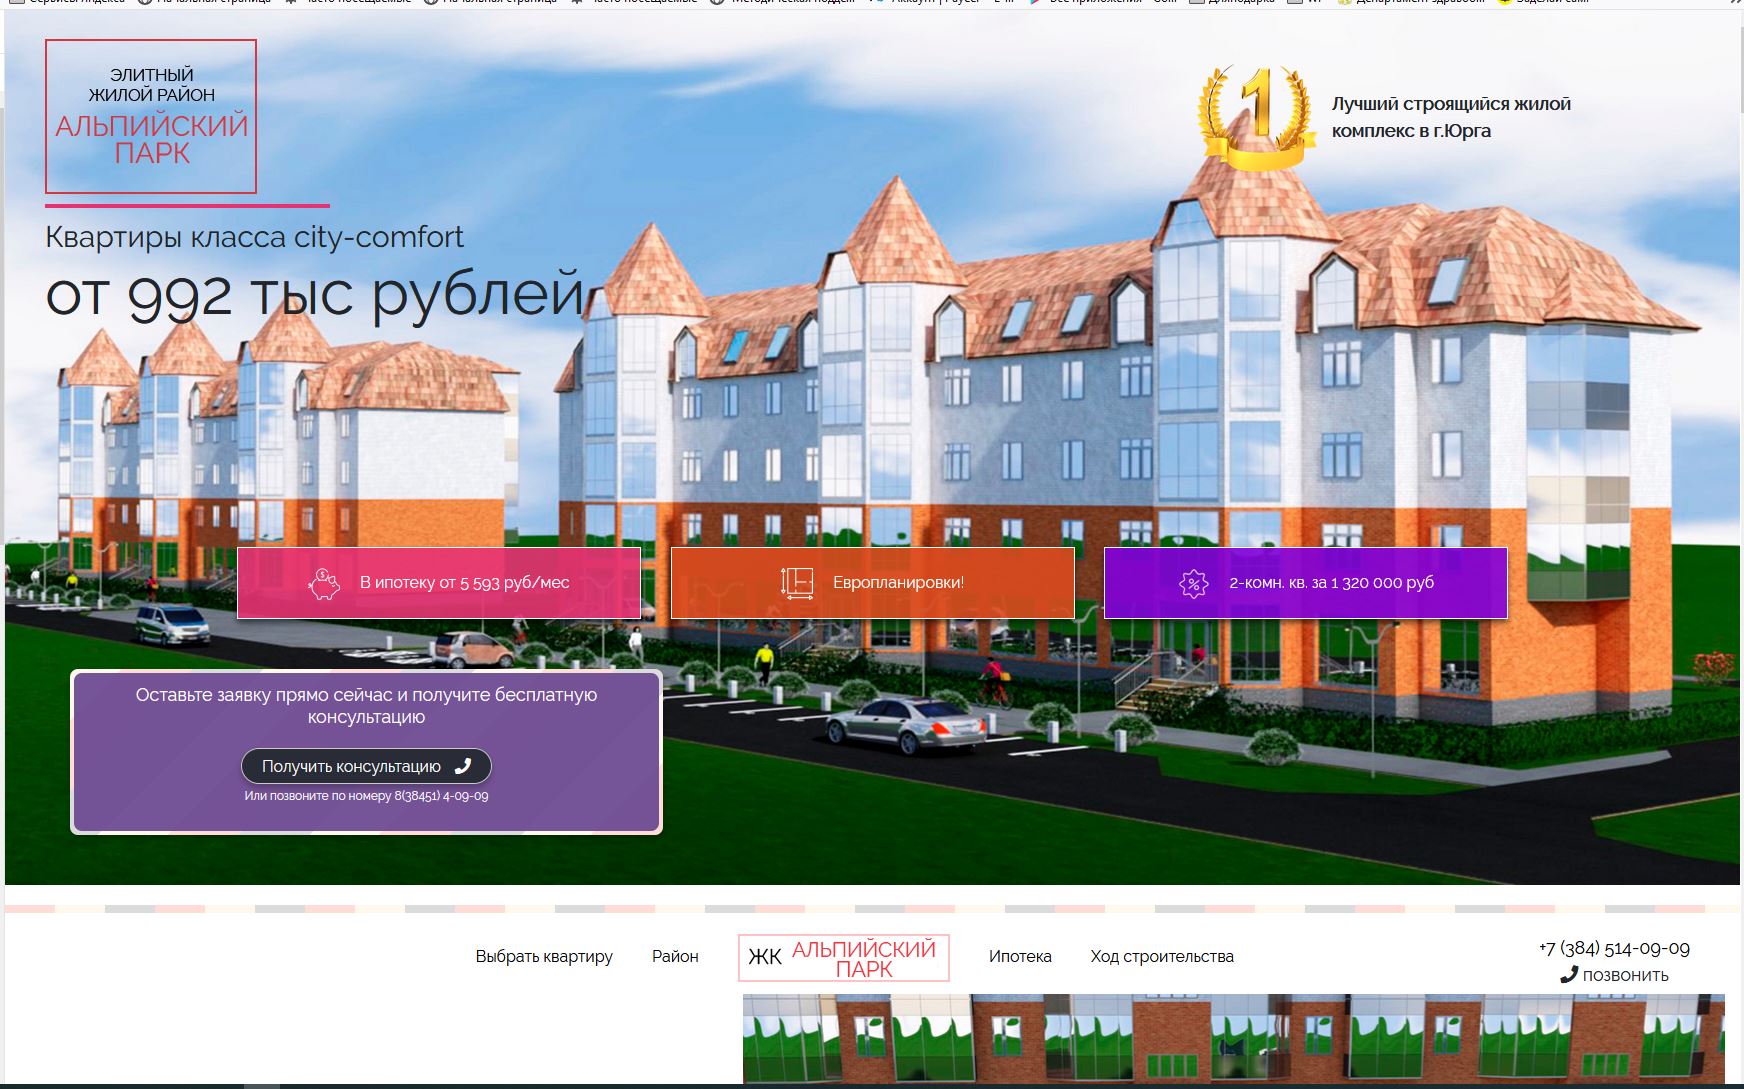 ЭЛИТНЫЙ
ЖИЛОЙ РАЙОН
АЛЬПИЙСКИЙ
ПАРК
Лучший строящийся жилой
комплекс в г.Юрга
1
Квартиры класса city-comfort
от 992 тыс рублей
В ипотеку от 5 593 руб/мес
Европланировки!
2-комн. кв. за 1 320 000 руб
Оставьте заявку прямо сейчас и получите бесплатную
консультацию
Получить консультацию
Или позвоните по номеру 8(38451) 4-09-09
Выбрать квартиру
Район
ЖК АЛЬПИЙСКИЙ
ПАРК
Ипотека
Ход строительства
+7 (384) 514-09-09
ПОЗВОНИТЬ